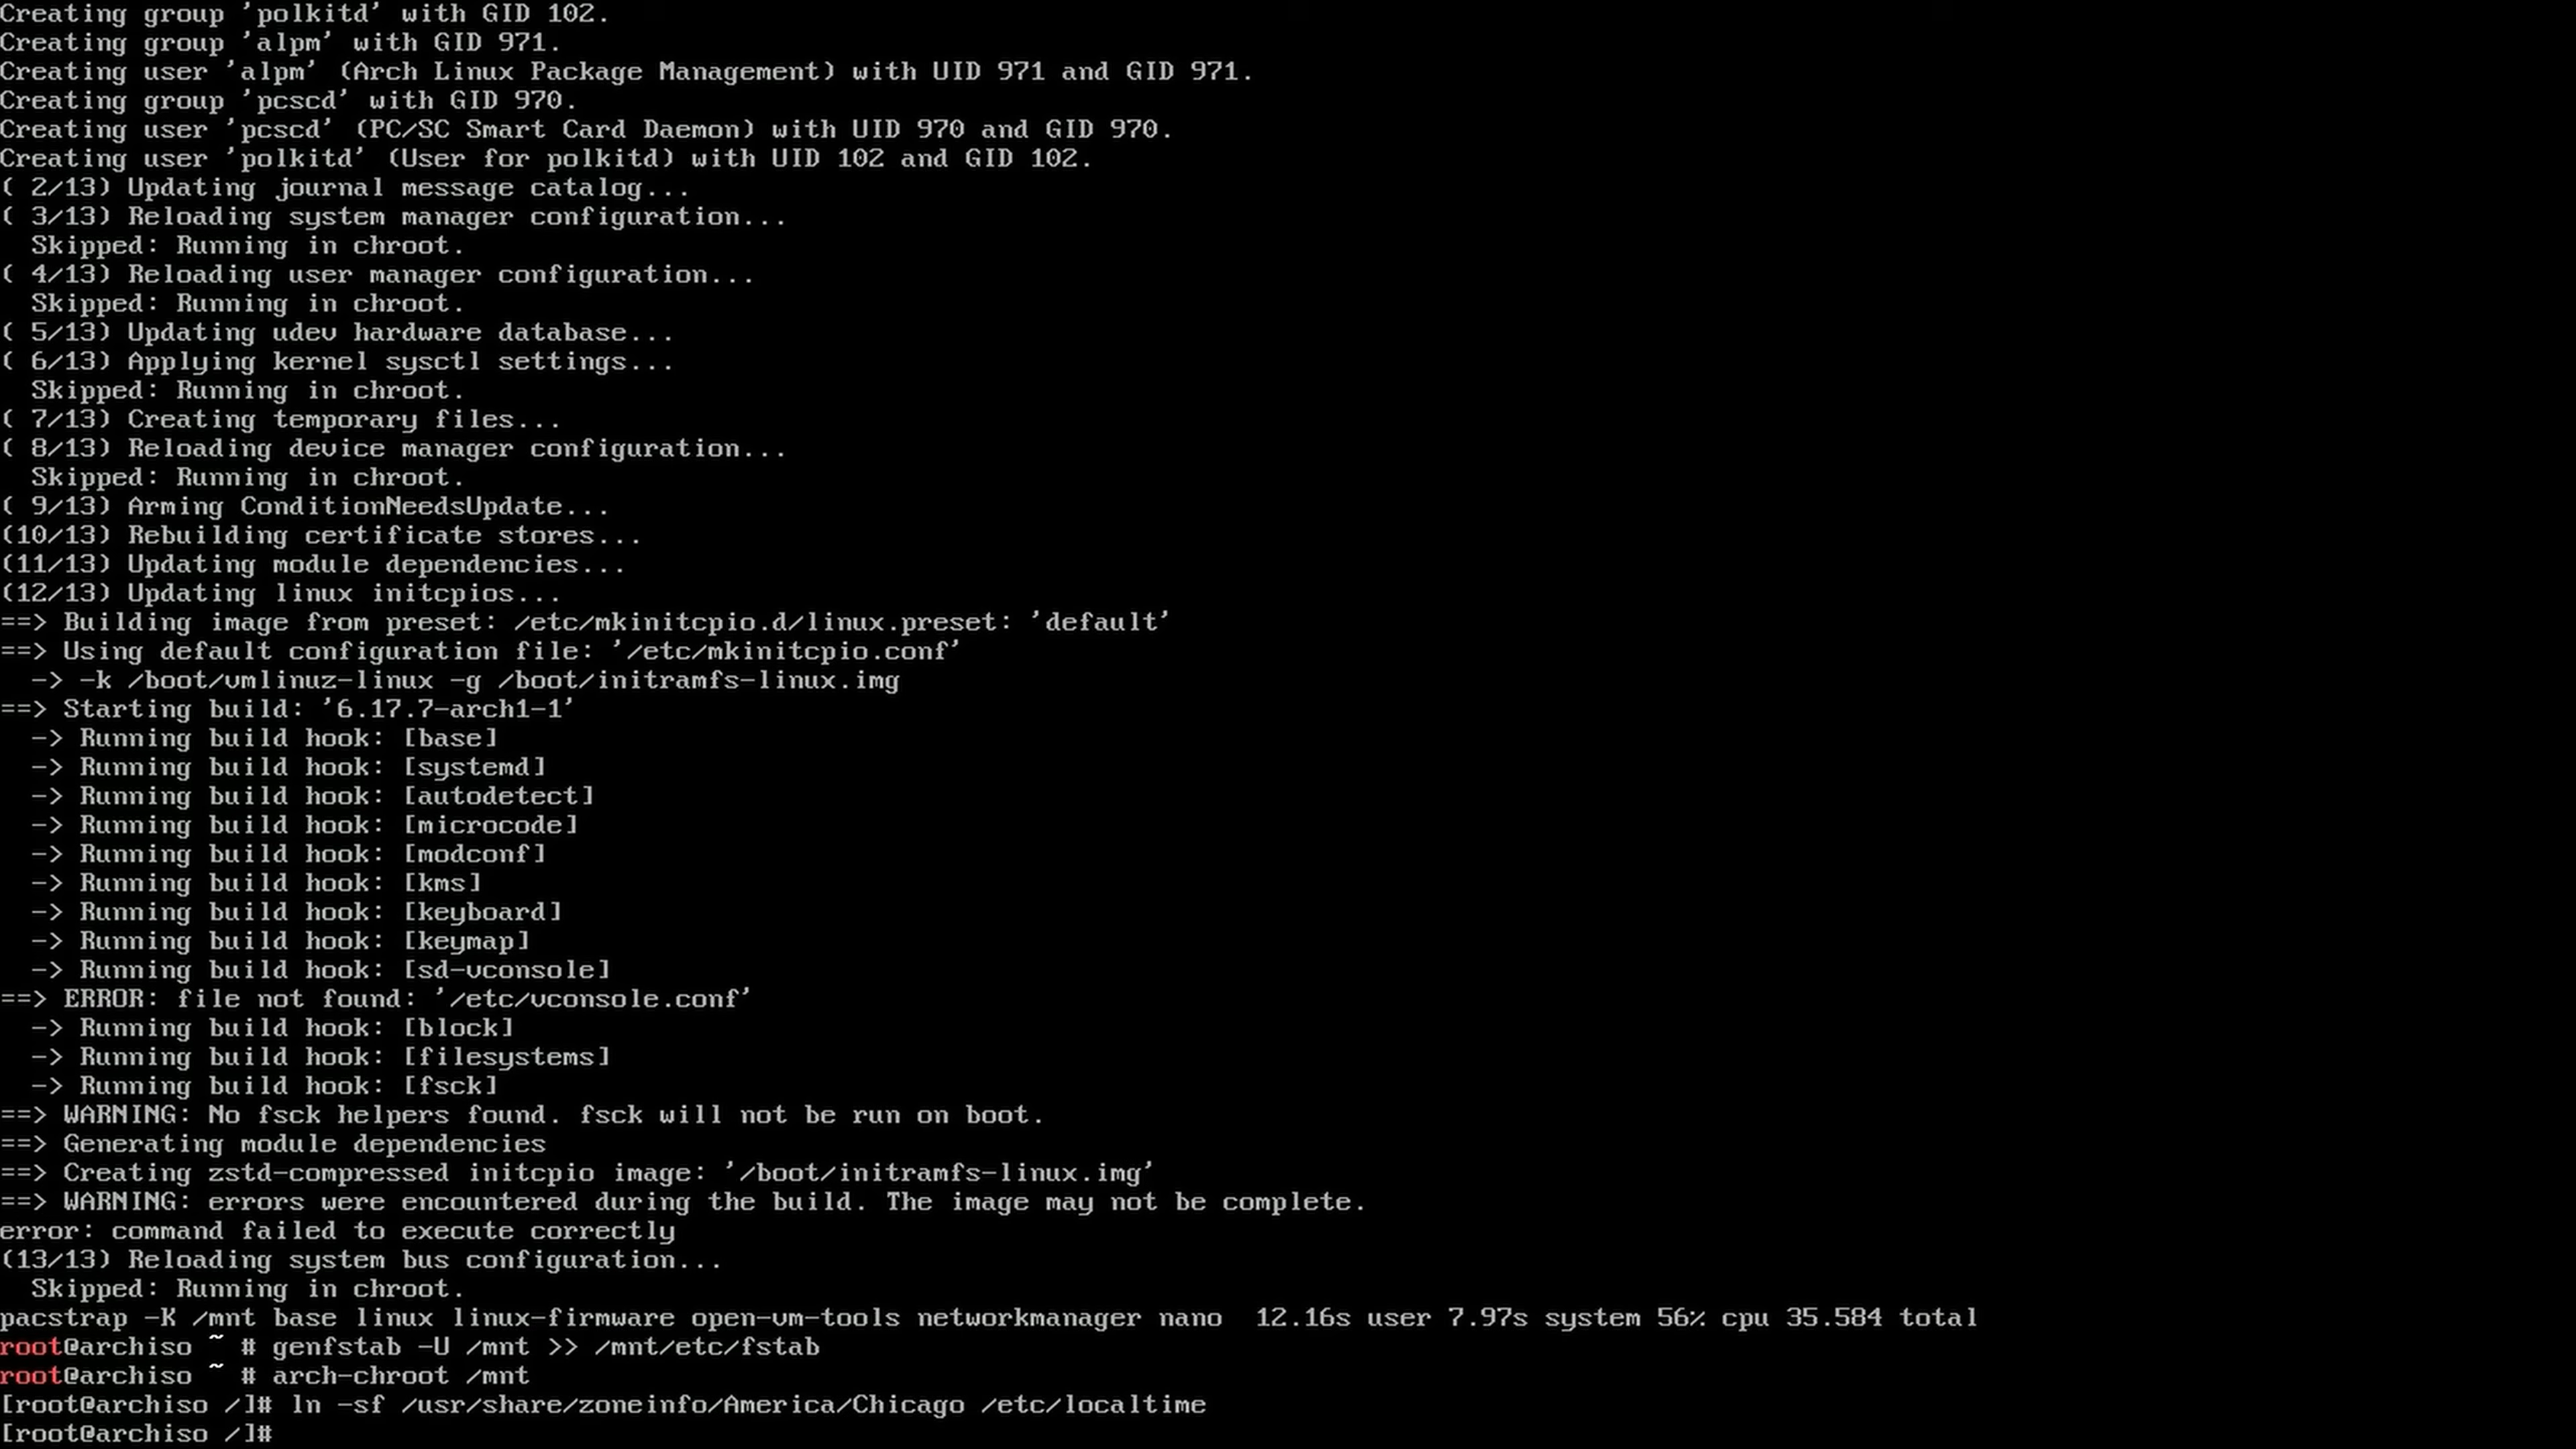 Creating group 'polkitd' with GID 102.
Creating group 'alpm' with GID 971.
Creating user 'alpm' (Arch Linux Package Management) with UID 971 and GID 971.
Creating group 'pcscd' with GID 970.
Creating user 'pcscd' (PC/SC Smart Card Daemon) with UID 970 and GID 970.
Creating user 'polkitd' (User for polkitd) with UID 102 and GID 102.
( 2/13) Updating journal message catalog...
( 3/13) Reloading system manager configuration...
  Skipped: Running in chroot.
( 4/13) Reloading user manager configuration...
  Skipped: Running in chroot.
( 5/13) Updating udev hardware database...
( 6/13) Applying kernel sysctl settings...
  Skipped: Running in chroot.
( 7/13) Creating temporary files...
( 8/13) Reloading device manager configuration...
  Skipped: Running in chroot.
( 9/13) Arming ConditionNeedsUpdate...
(10/13) Rebuilding certificate stores...
(11/13) Updating module dependencies...
(12/13) Updating linux initcpios...
==> Building image from preset: /etc/mkinitcpio.d/linux.preset: 'default'
==> Using default configuration file: '/etc/mkinitcpio.conf'
  -> -k /boot/vmlinuz-linux -g /boot/initramfs-linux.img
==> Starting build: '6.17.7-arch1-1'
  -> Running build hook: [base]
  -> Running build hook: [systemd]
  -> Running build hook: [autodetect]
  -> Running build hook: [microcode]
  -> Running build hook: [modconf]
  -> Running build hook: [kms]
  -> Running build hook: [keyboard]
  -> Running build hook: [keymap]
  -> Running build hook: [sd-vconsole]
==> ERROR: file not found: '/etc/vconsole.conf'
  -> Running build hook: [block]
  -> Running build hook: [filesystems]
  -> Running build hook: [fsck]
==> WARNING: No fsck helpers found. fsck will not be run on boot.
==> Generating module dependencies
==> Creating zstd-compressed initcpio image: '/boot/initramfs-linux.img'
==> WARNING: errors were encountered during the build. The image may not be complete.
error: command failed to execute correctly
(13/13) Reloading system bus configuration...
  Skipped: Running in chroot.
pacstrap -K /mnt base linux linux-firmware open-vm-tools networkmanager nano  12.16s user 7.97s system 56% cpu 35.584 total
root@archiso ~ # genfstab -U /mnt >> /mnt/etc/fstab
root@archiso ~ # arch-chroot /mnt
[root@archiso /]# ln -sf /usr/share/zoneinfo/America/Chicago /etc/localtime
[root@archiso /]#